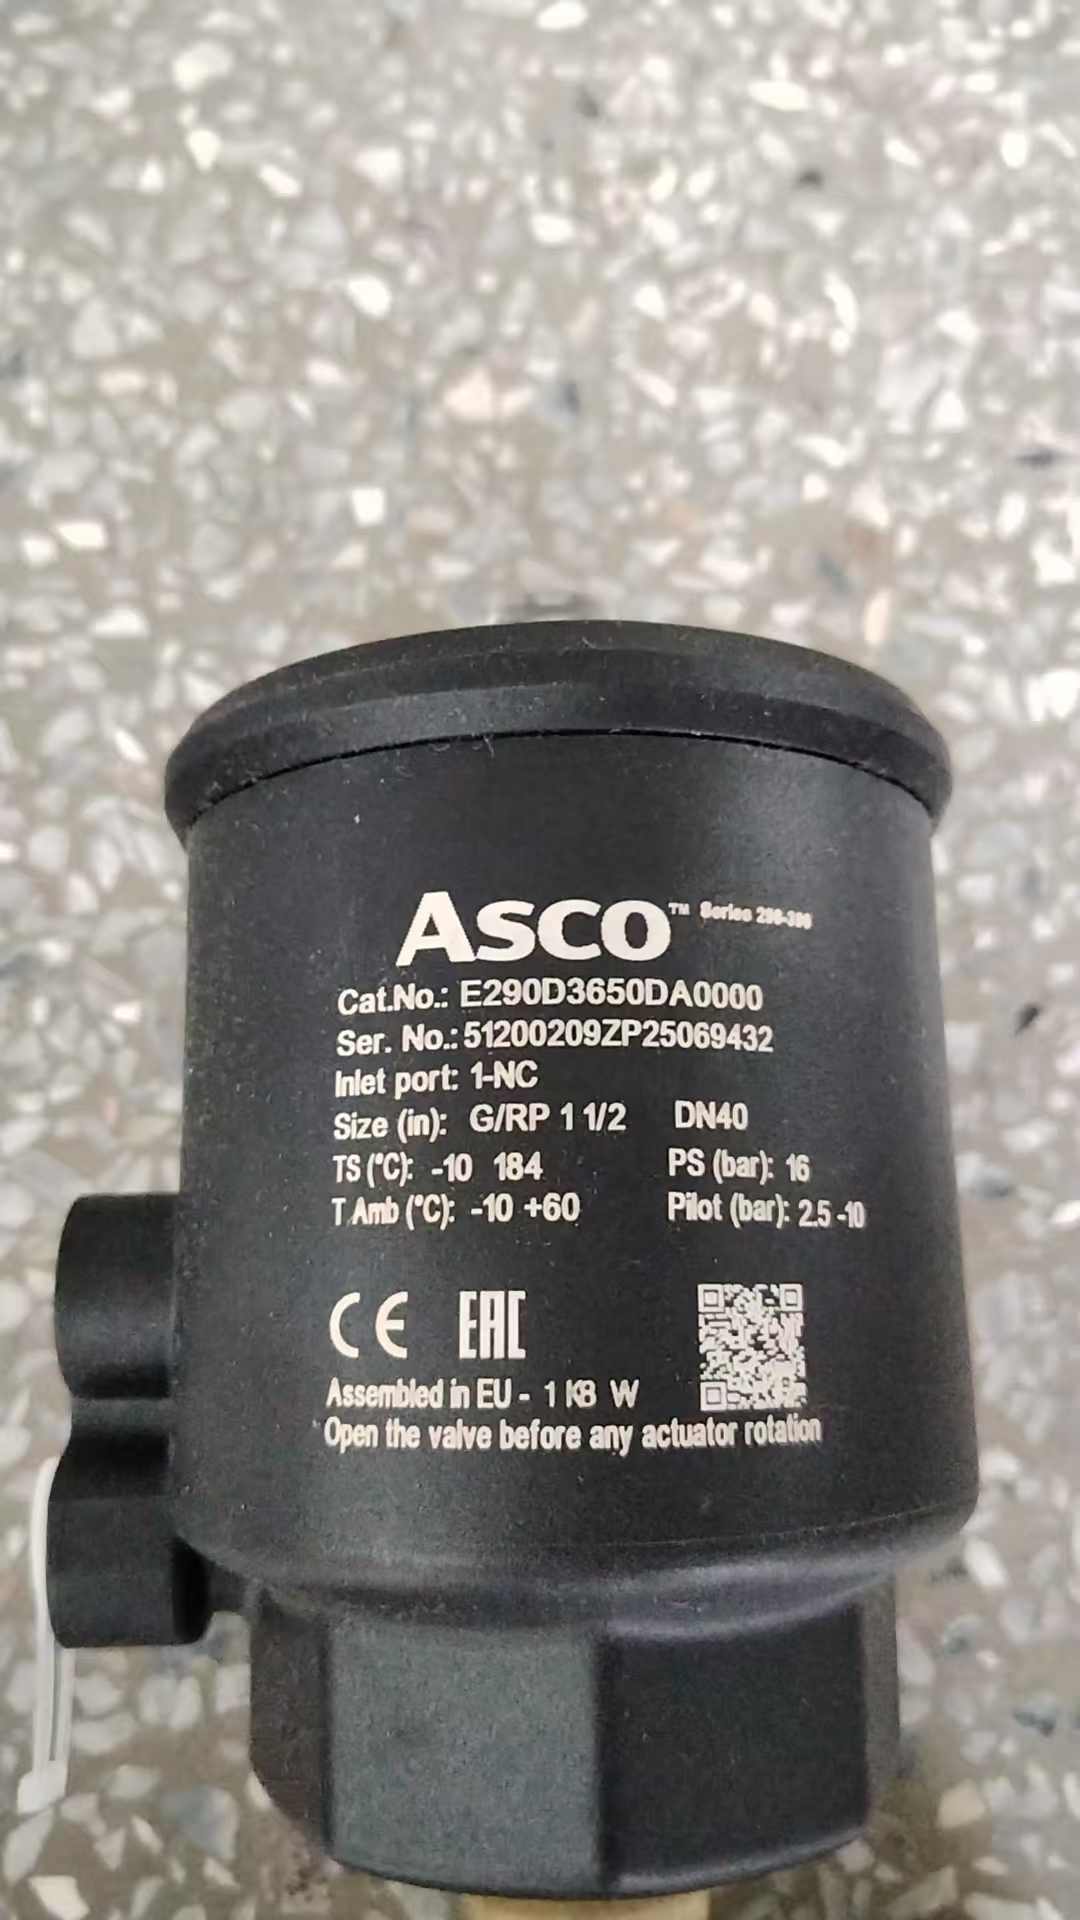 ASCO™ Series 290-390
Cat.No.: E290D3650DA0000
Ser. No.: 51200209ZP25069432
Inlet port: 1-NC
Size (in): G/RP 1 1/2 DN40
TS (°C): -10 184 PS (bar): 16
T Amb (°C): -10 +60 Pilot (bar): 2.5 -10
CE EAC
Assembled in EU - 1 K8 W
Open the valve before any actuator rotation